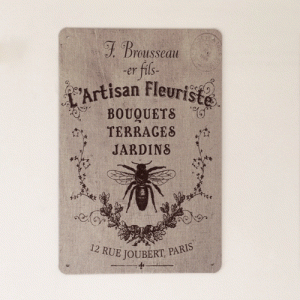 J. Brousseau
-er fils-
L'Artisan Fleuriste
BOUQUETS
TERRAGES
JARDINS
12 RUE JOUBERT, PARIS